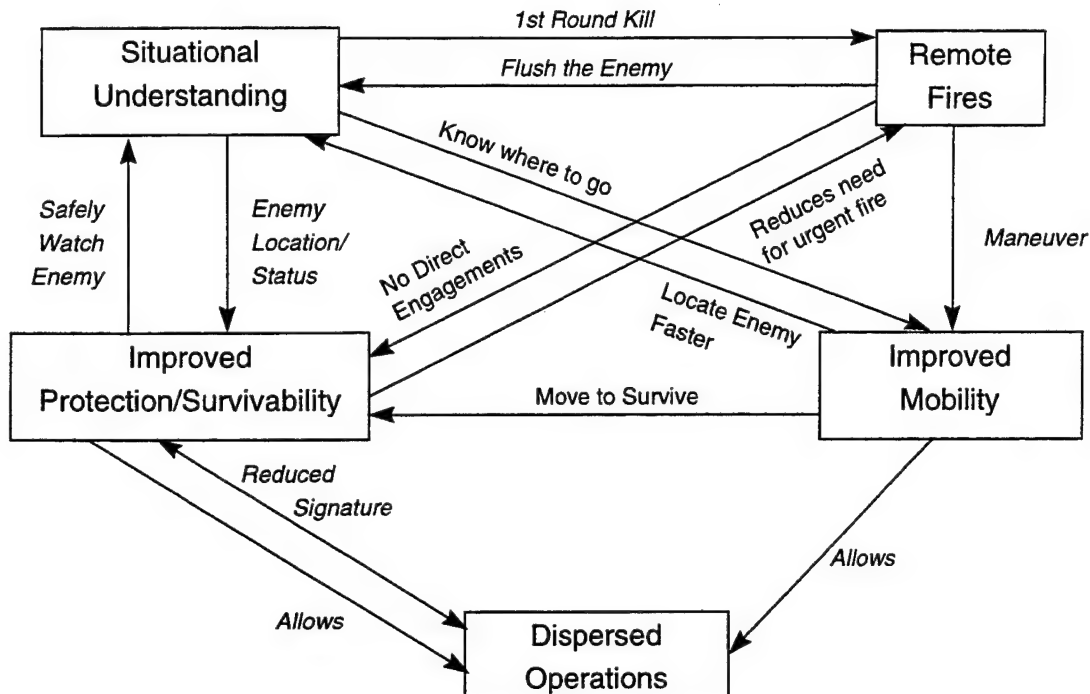 1st Round Kill
Situational
Understanding
Remote
Fires
Flush the Enemy
Know where to go
Safely
Watch
Enemy
Enemy
Location/
Status
No Direct
Engagements
Reduces need
for urgent fire
Maneuver
Locate Enemy
Faster
Improved
Protection/Survivability
Move to Survive
Improved
Mobility
Reduced
Signature
Allows
Allows
Dispersed
Operations